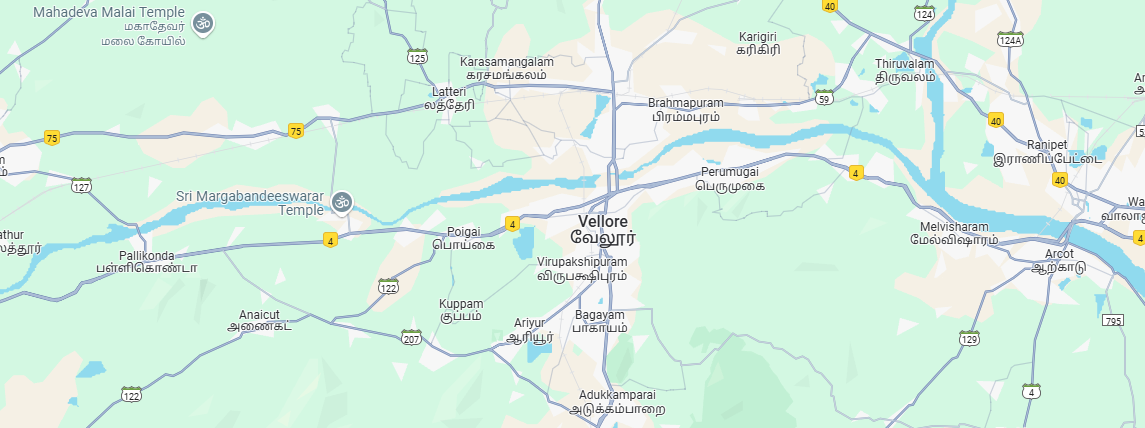 Mahadeva Malai Temple
மகாதேவர்
மலை கோயில்
40
124
Karigiri
கரிகிரி
124A
125
Karasamangalam
கரசமங்கலம்
Thiruvalam
திருவலம்
Latteri
லத்தேரி
59
Brahmapuram
பிரம்மபுரம்
40
75
75
Ranipet
இராணிப்பேட்டை
127
Perumugai
பெருமுகை
4
40
Sri Margabandeeswarar
Temple
4
Vellore
வேலூர்
Poigai
பொய்கை
4
Melvisharam
மேல்விஷாரம்
4
Pallikonda
பள்ளிகொண்டா
Arcot
ஆற்காடு
Virupakshipuram
விருபக்ஷிபுரம்
122
Kuppam
குப்பம்
Anaicut
அணைகட்
Ariyur
ஆரியூர்
Bagayam
பாகாயம்
795
207
129
122
Adukkamparai
அடுக்கம்பாறை
4